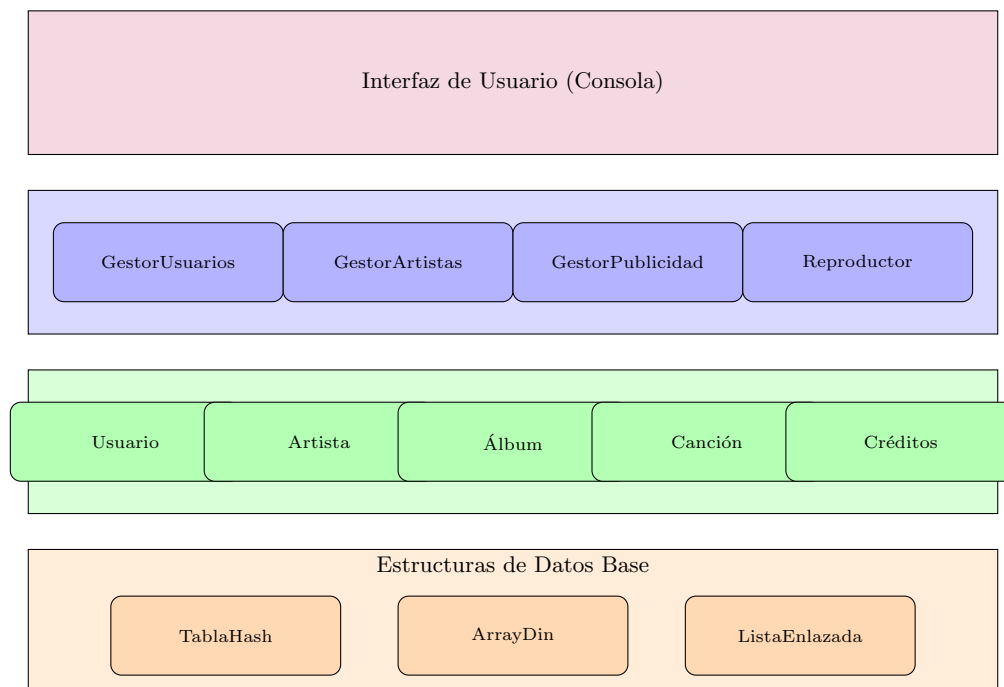 Interfaz de Usuario (Consola)
GestorUsuarios
GestorArtistas
GestorPublicidad
Reproductor
Usuario
Artista
Álbum
Canción
Créditos
Estructuras de Datos Base
TablaHash
ArrayDin
ListaEnlazada